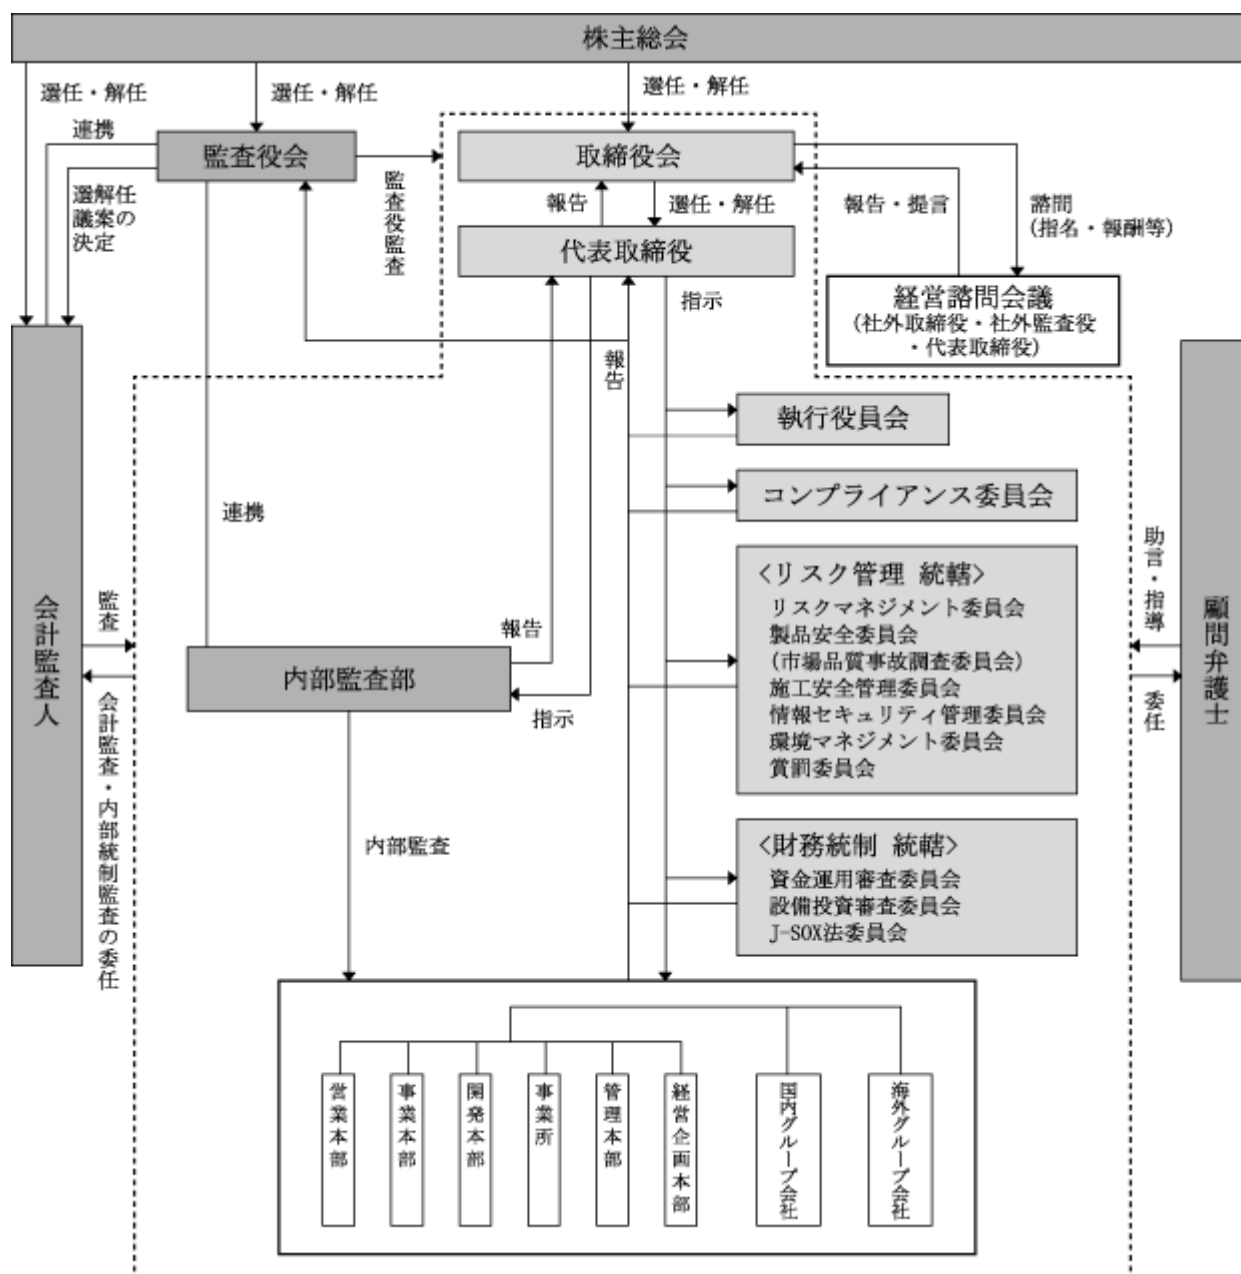 株主総会
選任・解任
選任・解任
選任・解任
連携
監査役会
取締役会
選解任
議案の
決定
監査役監査
報告
選任・解任
報告・提言
諮問
(指名・報酬等)
代表取締役
指示
経営諮問会議
(社外取締役・社外監査役
・代表取締役)
報告
執行役員会
コンプライアンス委員会
連携
<リスク管理 統轄>
リスクマネジメント委員会
製品安全委員会
(市場品質事故調査委員会)
施工安全管理委員会
情報セキュリティ管理委員会
環境マネジメント委員会
賞罰委員会
会計監査人
監査
会計監査・内部統制監査の委任
内部監査部
報告
指示
助言・指導
委任
顧問弁護士
内部監査
<財務統制 統轄>
資金運用審査委員会
設備投資審査委員会
J-SOX法委員会
営業本部
事業本部
開発本部
事業所
管理本部
経営企画本部
国内グループ会社
海外グループ会社